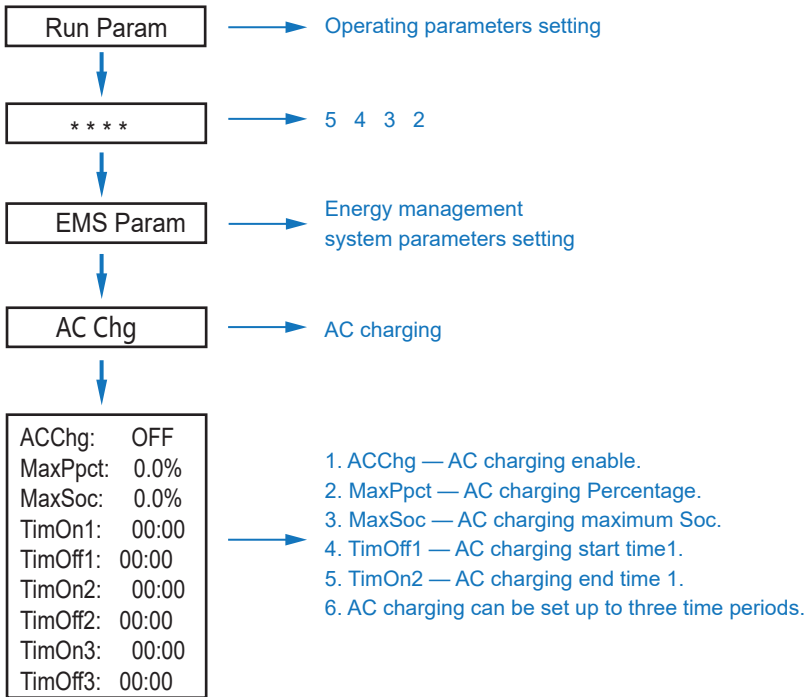 Run Param
Operating parameters setting
* * * *
5 4 3 2
EMS Param
Energy management
system parameters setting
AC Chg
AC charging
ACChg: OFF
MaxPpct: 0.0%
MaxSoc: 0.0%
TimOn1: 00:00
TimOff1: 00:00
TimOn2: 00:00
TimOff2: 00:00
TimOn3: 00:00
TimOff3: 00:00
1. ACChg — AC charging enable.
2. MaxPpct — AC charging Percentage.
3. MaxSoc — AC charging maximum Soc.
4. TimOff1 — AC charging start time1.
5. TimOn2 — AC charging end time 1.
6. AC charging can be set up to three time periods.